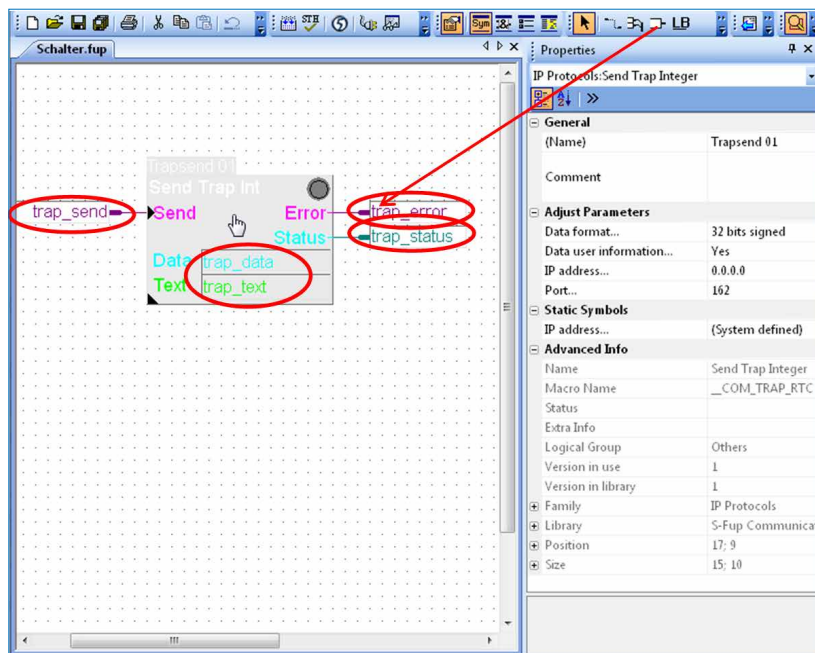 STH Sym LB
Schalter.fup
Properties
IP Protocols:Send Trap Integer
General
(Name) Trapsend 01
Comment
Adjust Parameters
Data format... 32 bits signed
Data user information... Yes
IP address... 0.0.0.0
Port... 162
Static Symbols
IP address... {System defined}
Advanced Info
Name Send Trap Integer
Macro Name __COM_TRAP_RTC
Status
Extra Info
Logical Group Others
Version in use 1
Version in library 1
Family IP Protocols
Library S-Fup Communica
Position 17; 9
Size 15; 10
Trapsend 01
Send Trap Int
trap_send Send Error trap_error
Status trap_status
Data trap_data
Text trap_text